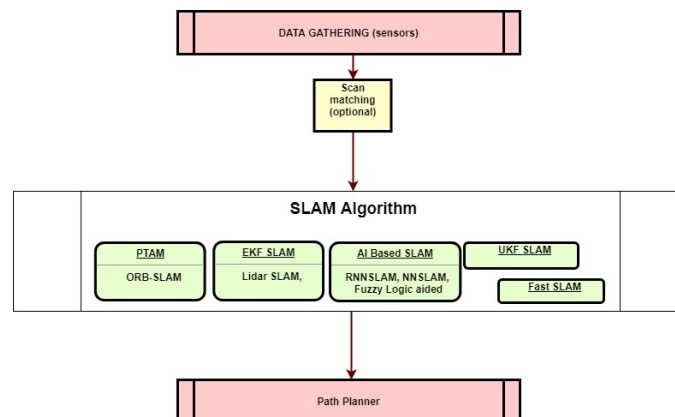 DATA GATHERING (sensors)
Scan
matching
(optional)
SLAM Algorithm
PTAM
ORB-SLAM
EKF SLAM
Lidar SLAM,
AI Based SLAM
RNNSLAM, NNSLAM,
Fuzzy Logic aided
UKF SLAM
Fast SLAM
Path Planner